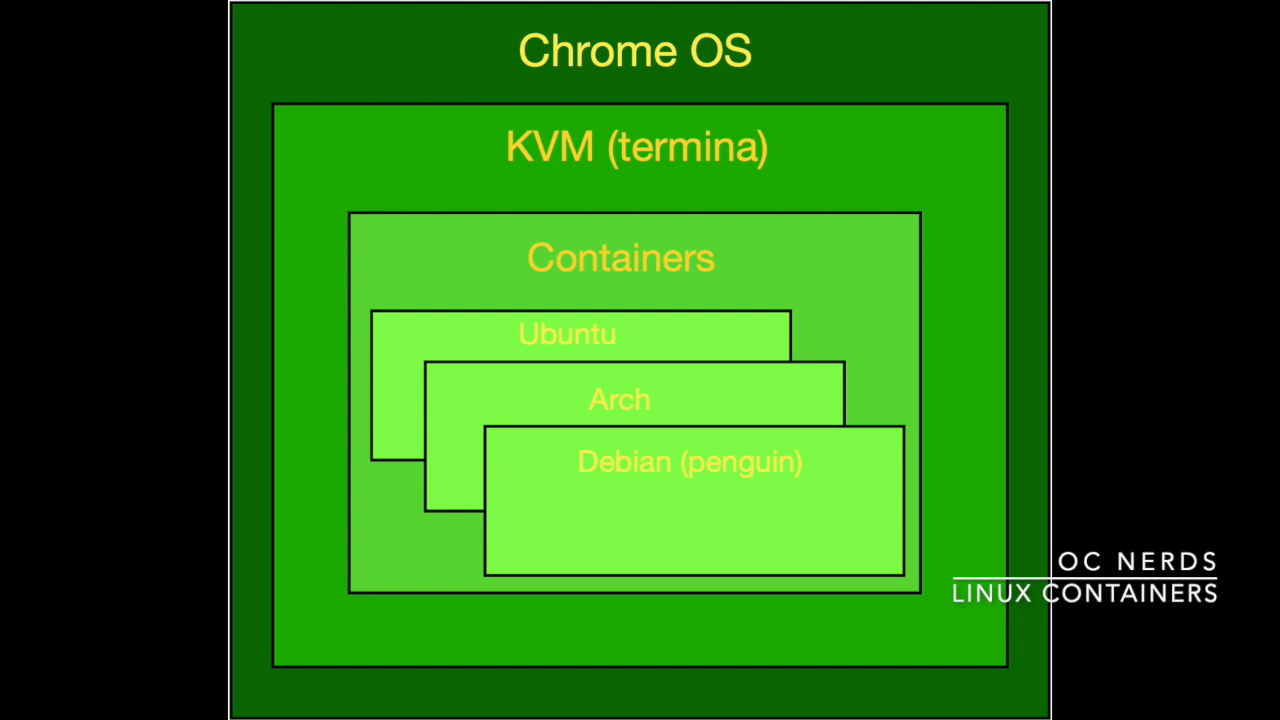 Chrome OS
KVM (termina)
Containers
Ubuntu
Arch
Debian (penguin)
OC NERDS
LINUX CONTAINERS